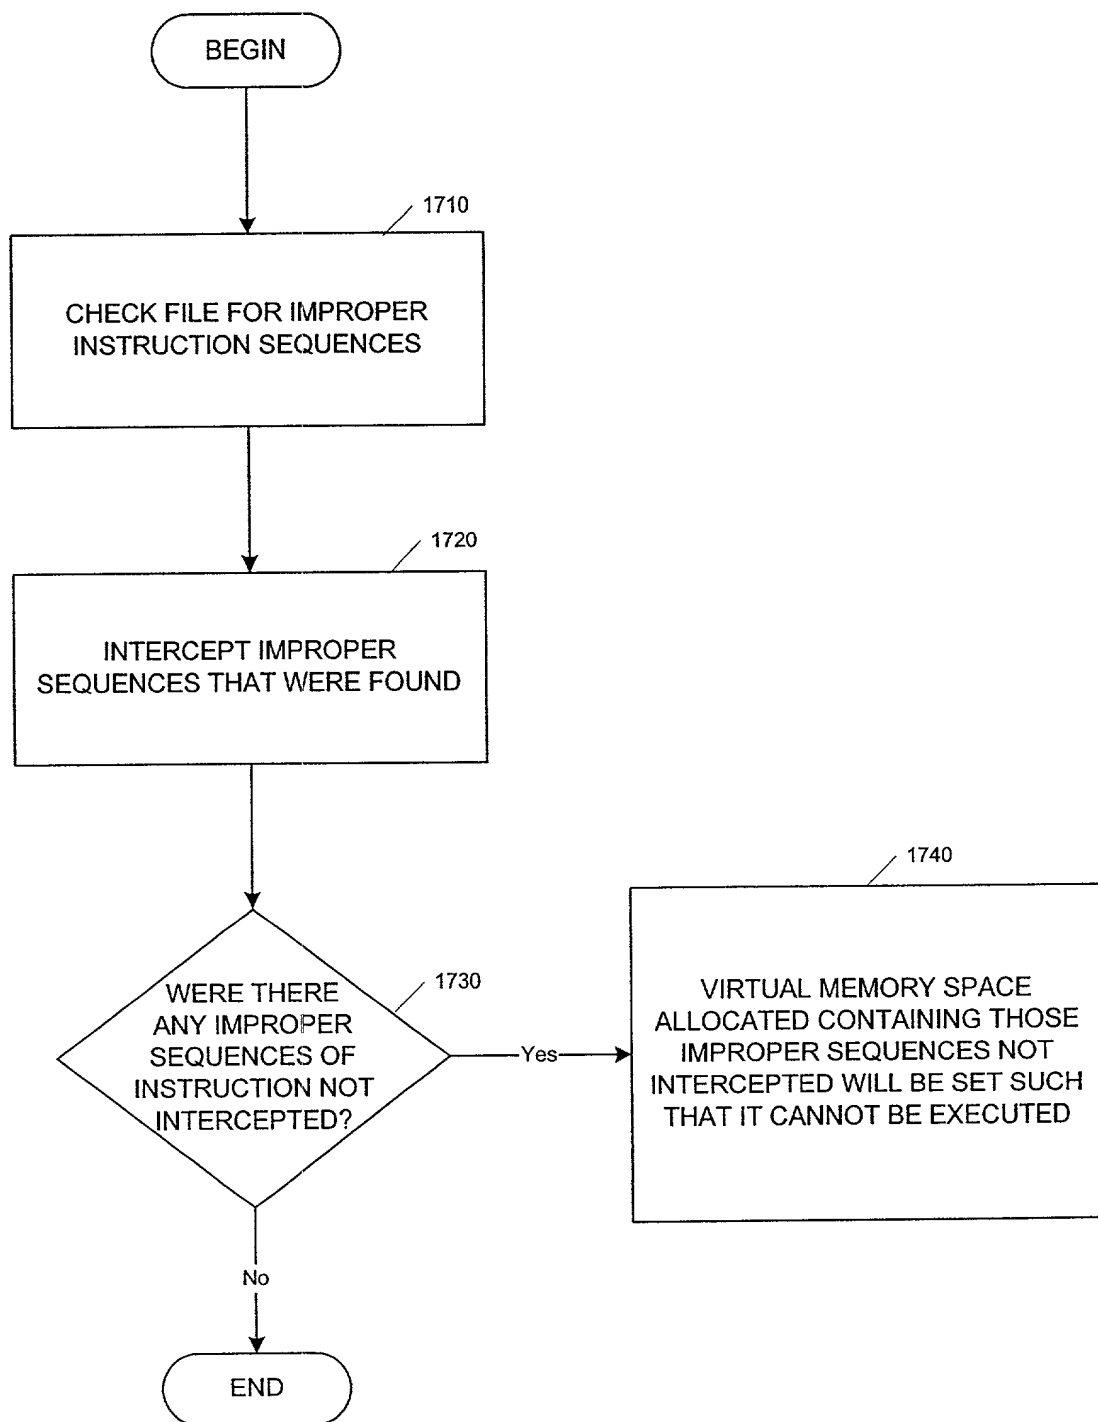 BEGIN
1710
CHECK FILE FOR IMPROPER
INSTRUCTION SEQUENCES
1720
INTERCEPT IMPROPER
SEQUENCES THAT WERE FOUND
1730
WERE THERE
ANY IMPROPER
SEQUENCES OF
INSTRUCTION NOT
INTERCEPTED?
Yes
1740
VIRTUAL MEMORY SPACE
ALLOCATED CONTAINING THOSE
IMPROPER SEQUENCES NOT
INTERCEPTED WILL BE SET SUCH
THAT IT CANNOT BE EXECUTED
No
END